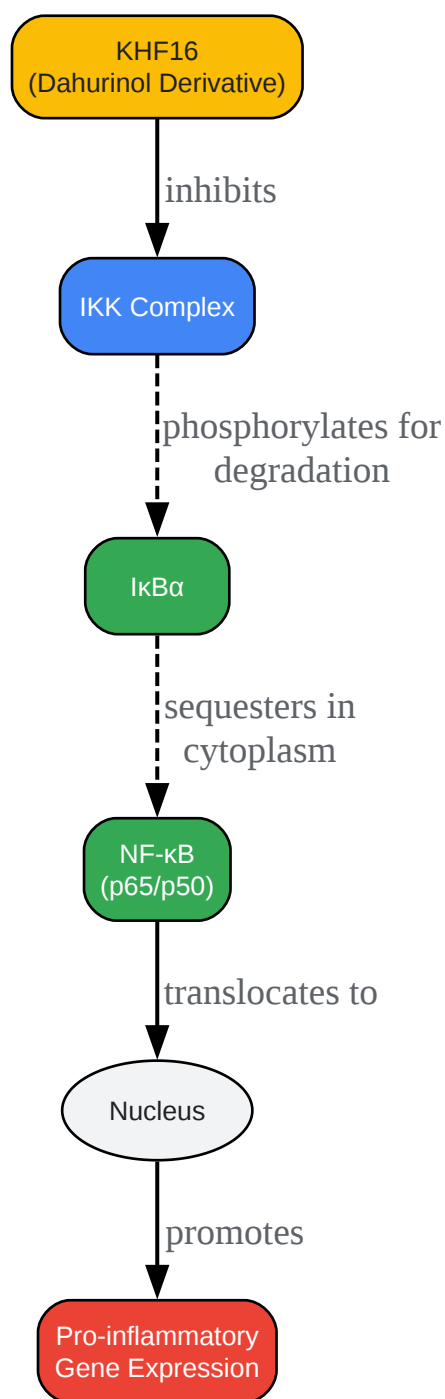 KHF16
(Dahurinol Derivative)
inhibits
IKK Complex
phosphorylates for
degradation
IκBα
sequesters in
cytoplasm
NF-κB
(p65/p50)
translocates to
Nucleus
promotes
Pro-inflammatory
Gene Expression